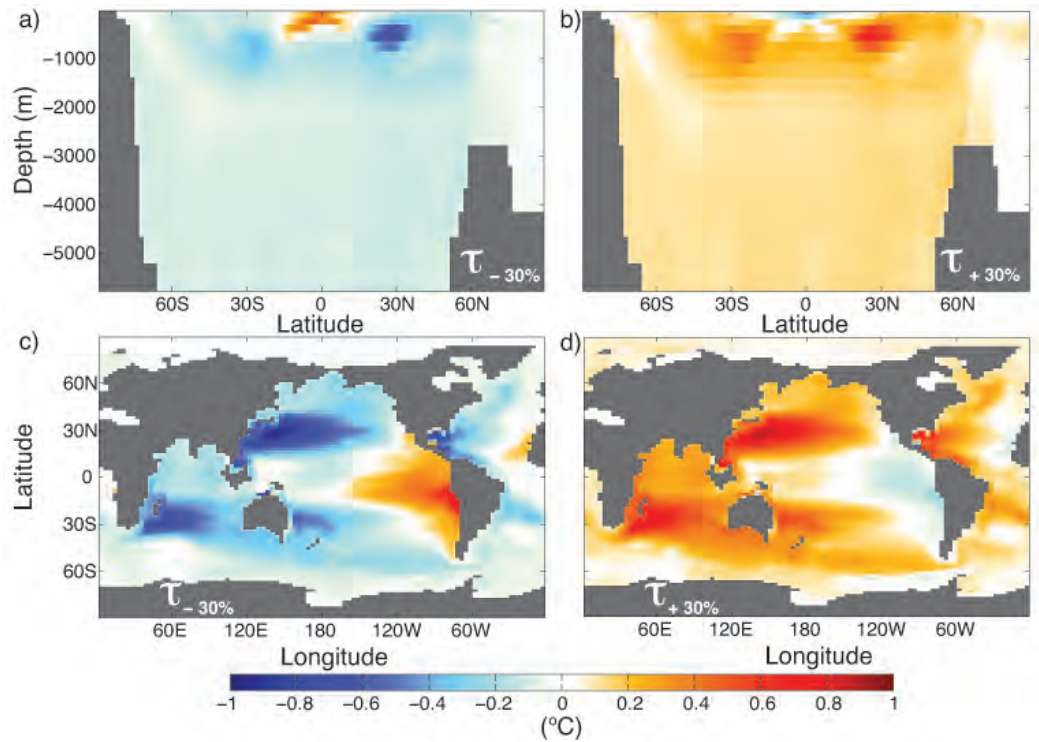 a)
b)
Depth (m)
−1000
−2000
−3000
−4000
−5000
τ − 30%
τ + 30%
60S 30S 0 30N 60N
60S 30S 0 30N 60N
Latitude
Latitude
c)
d)
Latitude
60N
30N
0
30S
60S
τ − 30%
τ + 30%
60E 120E 180 120W 60W
60E 120E 180 120W 60W
Longitude
Longitude
−1 −0.8 −0.6 −0.4 −0.2 0 0.2 0.4 0.6 0.8 1
(ºC)